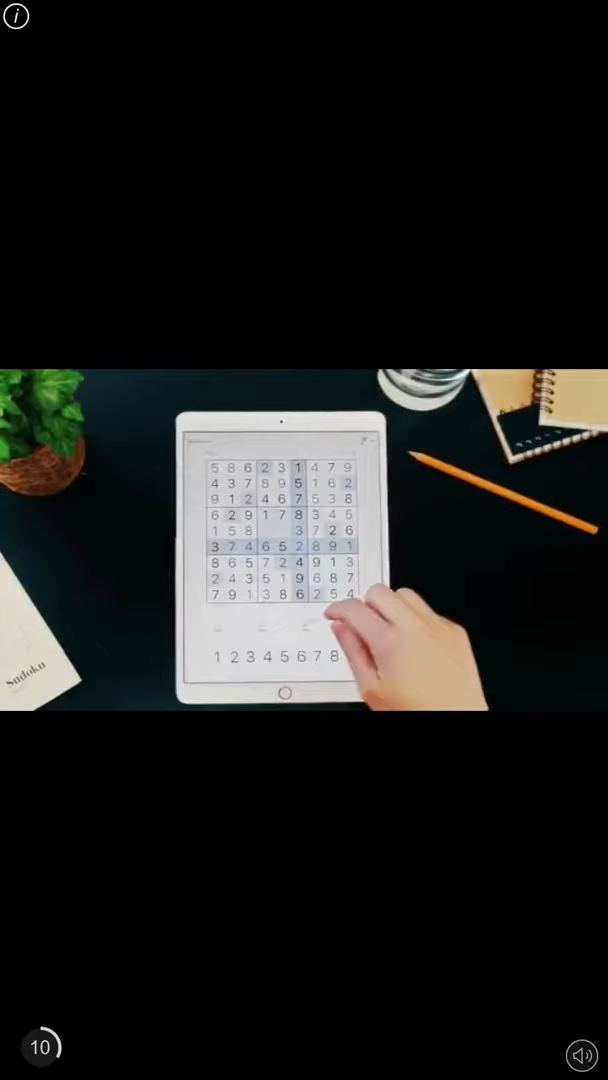 i
5 8 6 2 3 1 4 7 9
4 3 7 8 9 5 1 6 2
9 1 2 4 6 7 5 3 8
6 2 9 1 7 8 3 4 5
1 5 8 3 7 2 6
3 7 4 6 5 2 8 9 1
8 6 5 7 2 4 9 1 3
2 4 3 5 1 9 6 8 7
7 9 1 3 8 6 2 5 4
1 2 3 4 5 6 7 8
Sudoku
10